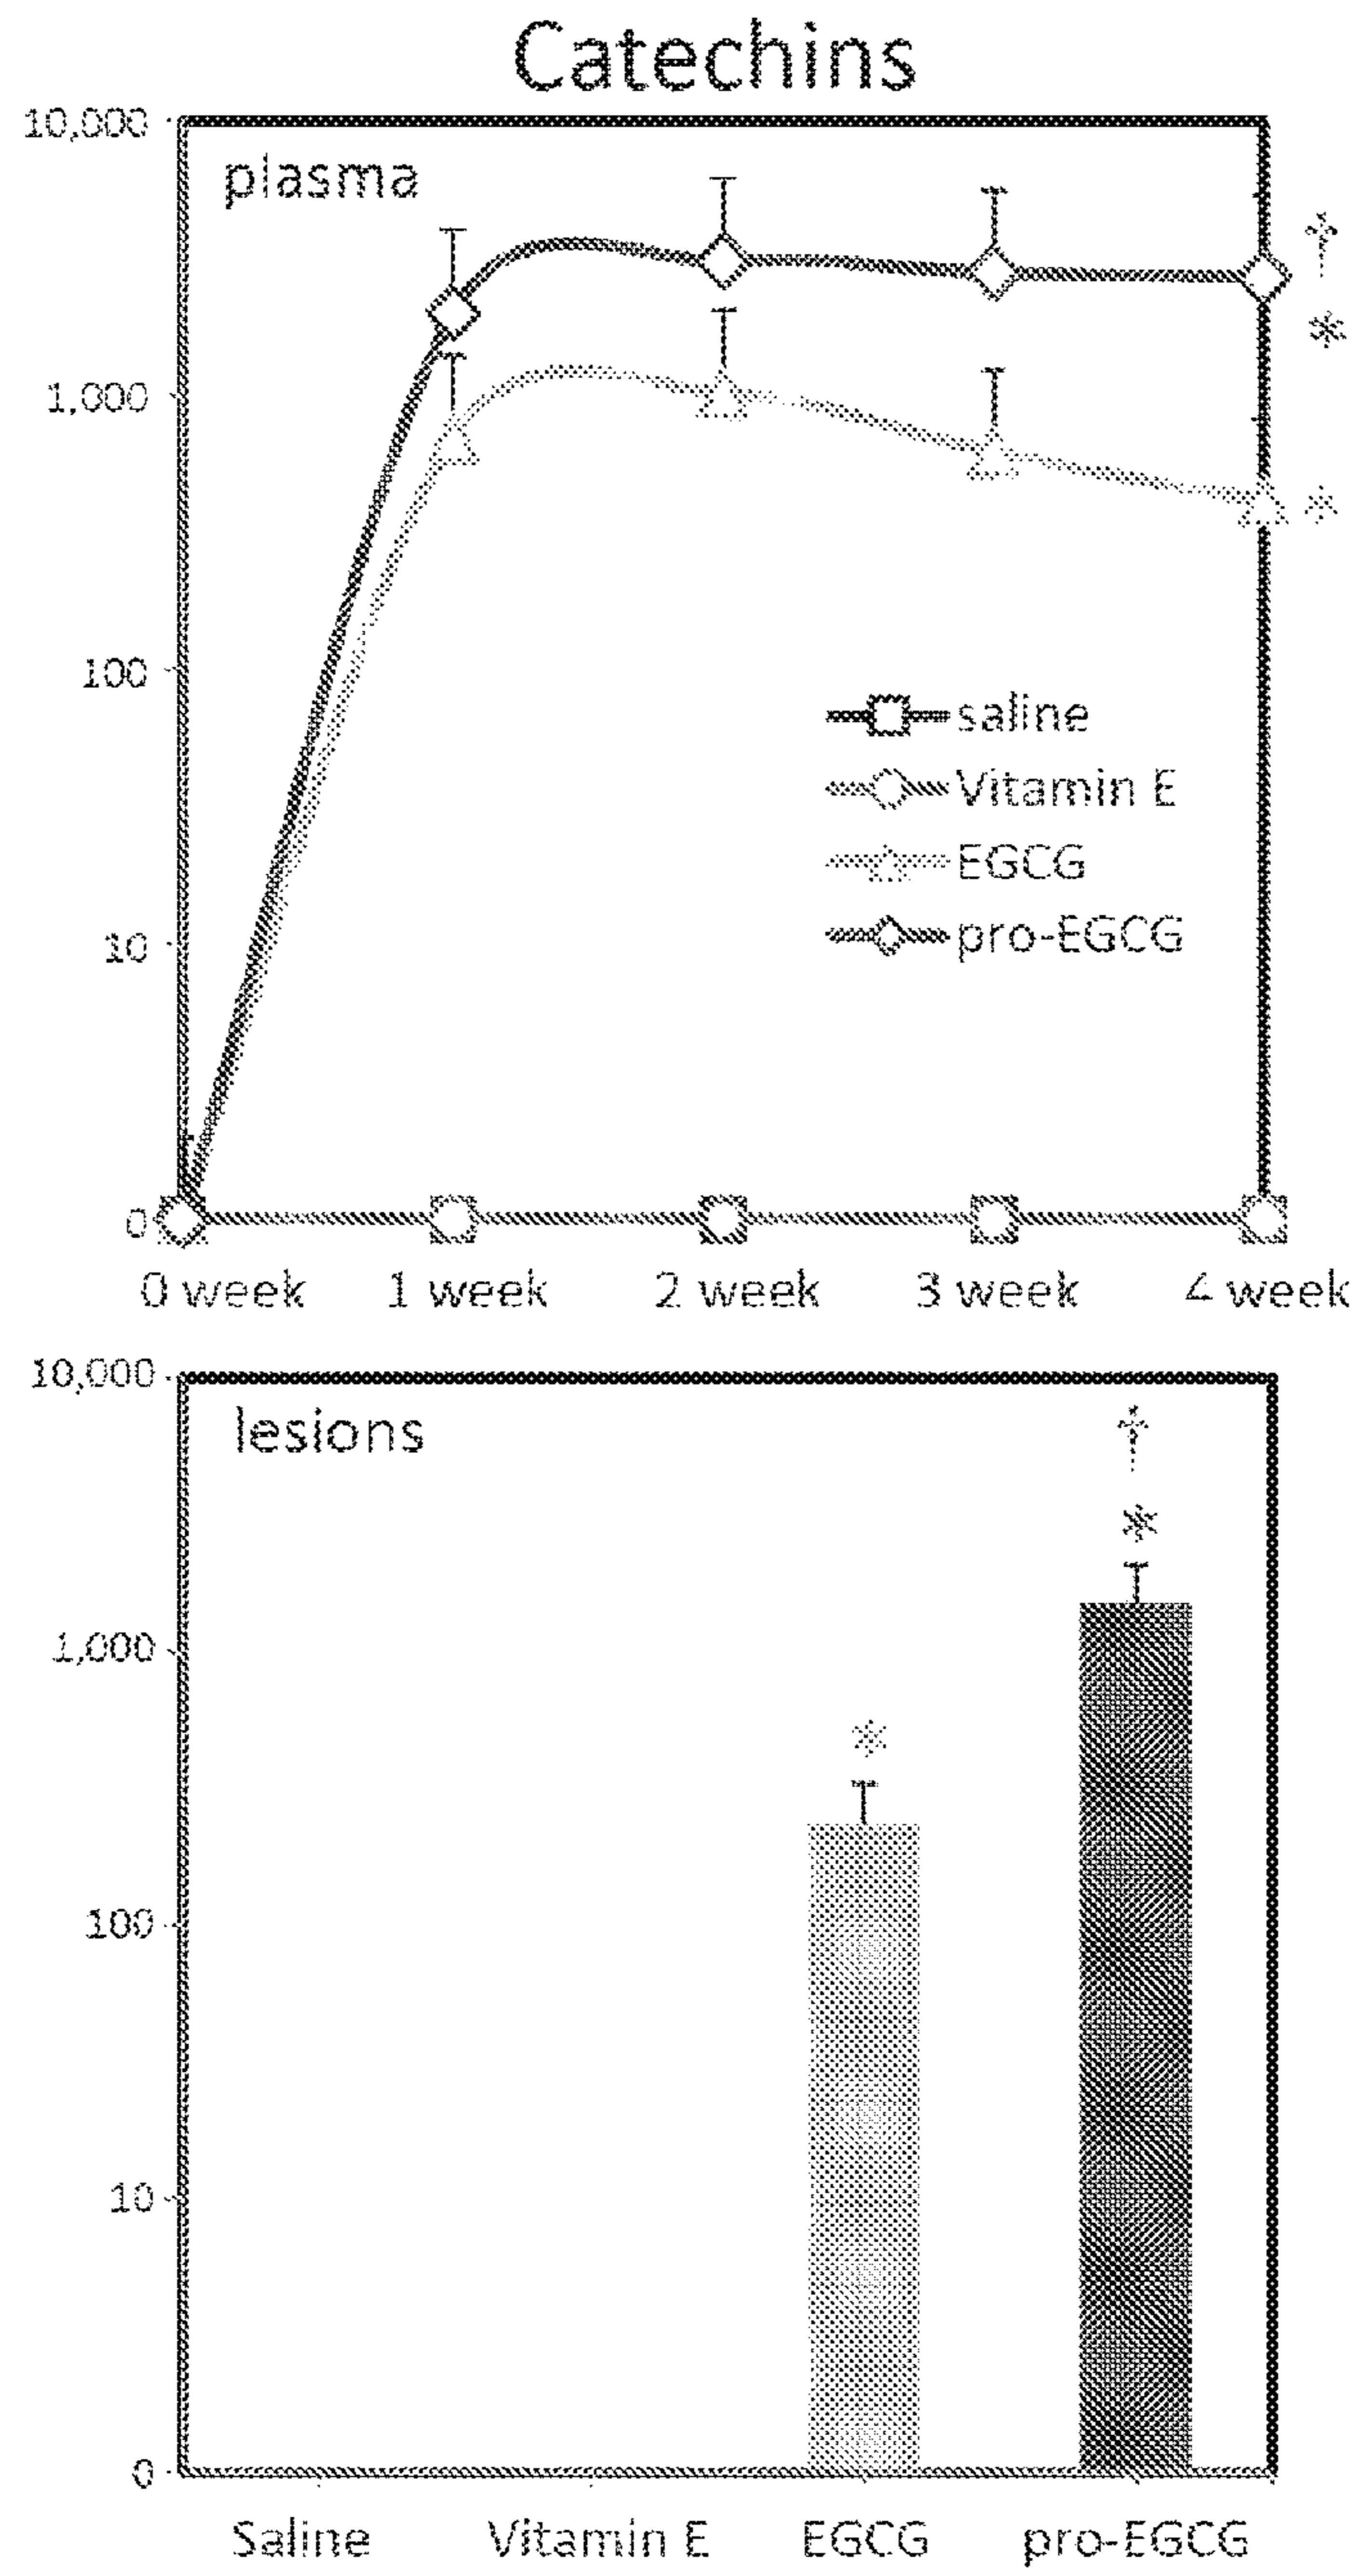 Catechins
10,000
plasma
†
*
1,000
*
100
saline
Vitamin E
EGCG
10
pro-EGCG
0
0 week 1 week 2 week 3 week 4 week
10,000
lesions
†
*
1,000
*
100
10
0
Saline Vitamin E EGCG pro-EGCG